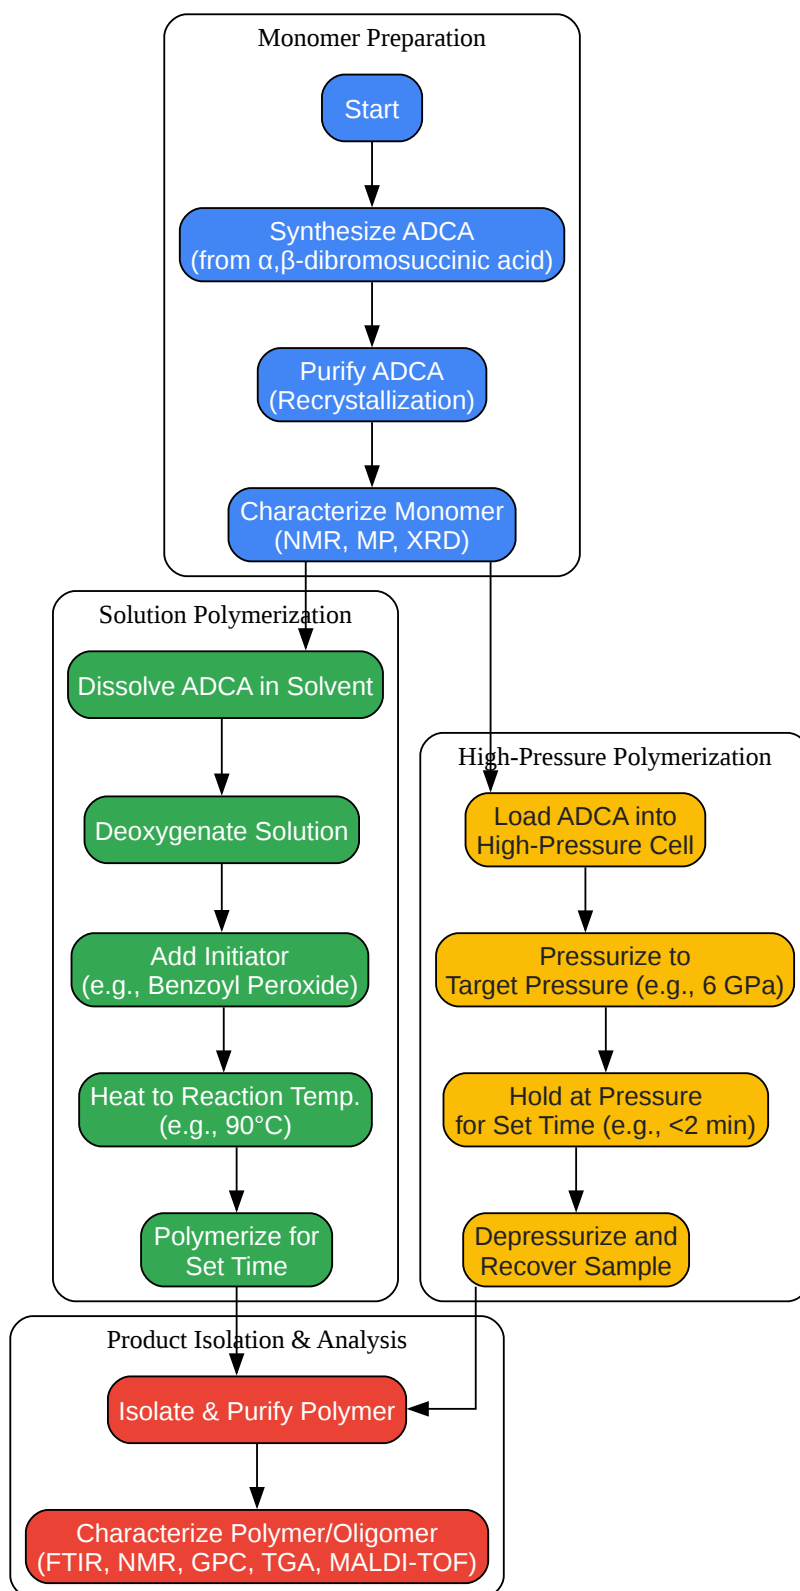 Monomer Preparation
Start
Synthesize ADCA
(from α,β-dibromosuccinic acid)
Purify ADCA
(Recrystallization)
Characterize Monomer
(NMR, MP, XRD)
Solution Polymerization
Dissolve ADCA in Solvent
Deoxygenate Solution
Add Initiator
(e.g., Benzoyl Peroxide)
Heat to Reaction Temp.
(e.g., 90°C)
Polymerize for
Set Time
High-Pressure Polymerization
Load ADCA into
High-Pressure Cell
Pressurize to
Target Pressure (e.g., 6 GPa)
Hold at Pressure
for Set Time (e.g., <2 min)
Depressurize and
Recover Sample
Product Isolation & Analysis
Isolate & Purify Polymer
Characterize Polymer/Oligomer
(FTIR, NMR, GPC, TGA, MALDI-TOF)